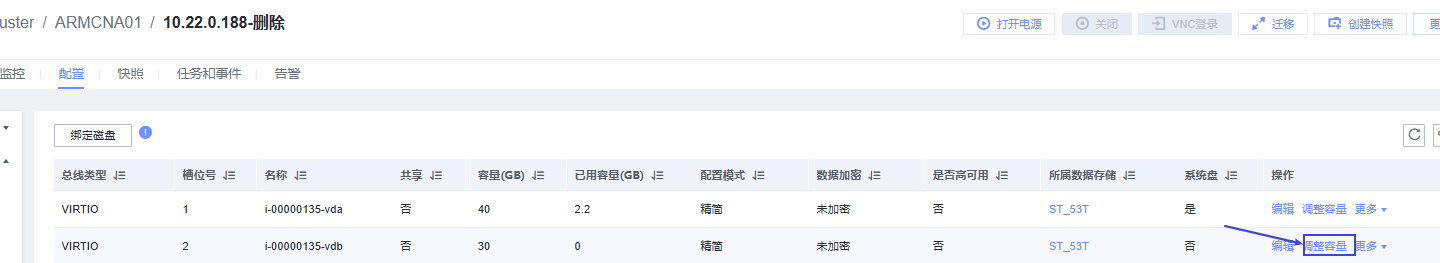 uster / ARMCNA01 / 10.22.0.188-删除
打开电源 关闭 VNC登录 迁移 创建快照 更
监控 配置 快照 任务和事件 告警
绑定磁盘
总线类型 槽位号 名称 共享 容量(GB) 已用容量(GB) 配置模式 数据加密 是否高可用 所属数据存储 系统盘 操作
VIRTIO 1 i-00000135-vda 否 40 2.2 精简 未加密 否 ST_53T 是 编辑 调整容量 更多
VIRTIO 2 i-00000135-vdb 否 30 0 精简 未加密 否 ST_53T 否 编辑 调整容量 更多